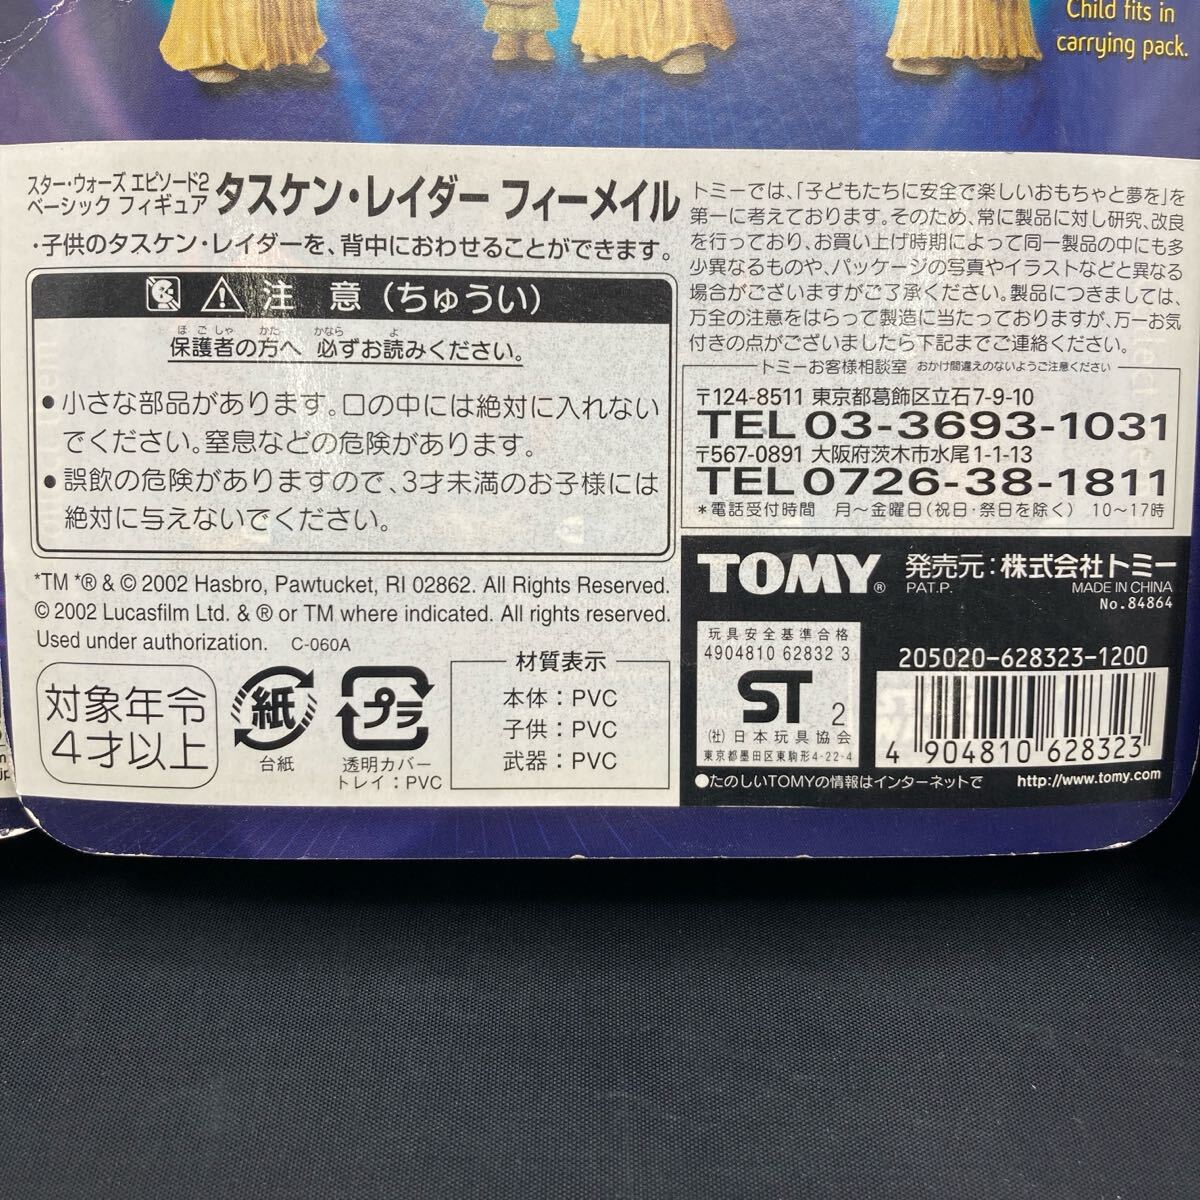 Child fits in
carrying pack.
スター・ウォーズ エピソード2
ベーシック フィギュア
タスケン・レイダー フィーメイル
・子供のタスケン・レイダーを、背中におわせることができます。
注 意（ちゅうい）
ほごしゃ かた かなら よ
保護者の方へ 必ずお読みください。
●小さな部品があります。口の中には絶対に入れない
でください。窒息などの危険があります。
●誤飲の危険がありますので、3才未満のお子様には
絶対に与えないでください。
*TM *® & © 2002 Hasbro, Pawtucket, RI 02862. All Rights Reserved.
© 2002 Lucasfilm Ltd. & ® or TM where indicated. All rights reserved.
Used under authorization. C-060A
対象年令
4才以上
紙
台紙
プラ
透明カバー
トレイ：PVC
材質表示
本体：PVC
子供：PVC
武器：PVC
トミーでは、「子どもたちに安全で楽しいおもちゃと夢を」を
第一に考えております。そのため、常に製品に対し研究、改良
を行っており、お買い上げ時期によって同一製品の中にも多
少異なるものや、パッケージの写真やイラストなどと異なる
場合がございますがご了承ください。製品につきましては、
万全の注意をはらって製造に当たっておりますが、万一お気
付きの点がございましたら下記までご連絡ください。
トミーお客様相談室 おかけ間違えのないようご注意ください
〒124-8511 東京都葛飾区立石7-9-10
TEL 03-3693-1031
〒567-0891 大阪府茨木市水尾1-1-13
TEL 0726-38-1811
＊電話受付時間 月〜金曜日（祝日・祭日を除く） 10〜17時
TOMY® 発売元：株式会社トミー
PAT.P. MADE IN CHINA
No.84864
玩具安全基準合格
4904810 62832 3
ST 2
(社)日本玩具協会
東京都墨田区東駒形4-22-4
205020-628323-1200
4 904810 628323
●たのしいTOMYの情報はインターネットで http://www.tomy.com